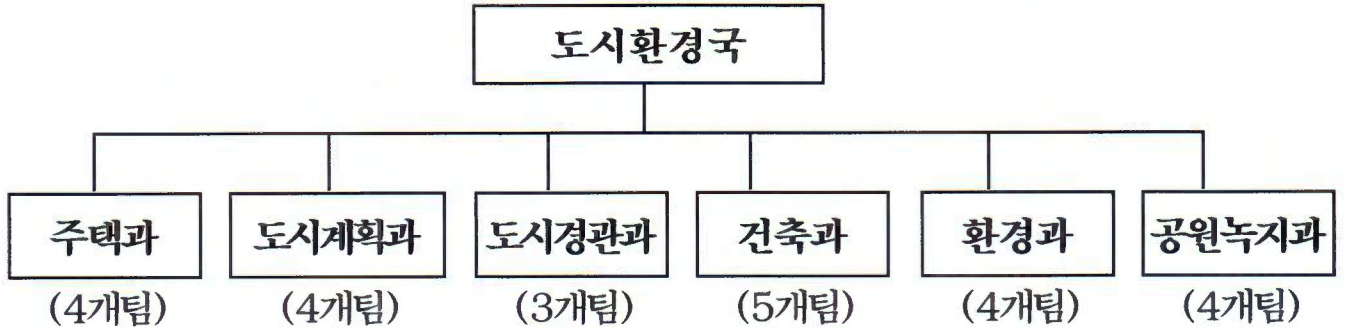 도시환경국
주택과 도시계획과 도시경관과 건축과 환경과 공원녹지과
(4개팀) (4개팀) (3개팀) (5개팀) (4개팀) (4개팀)